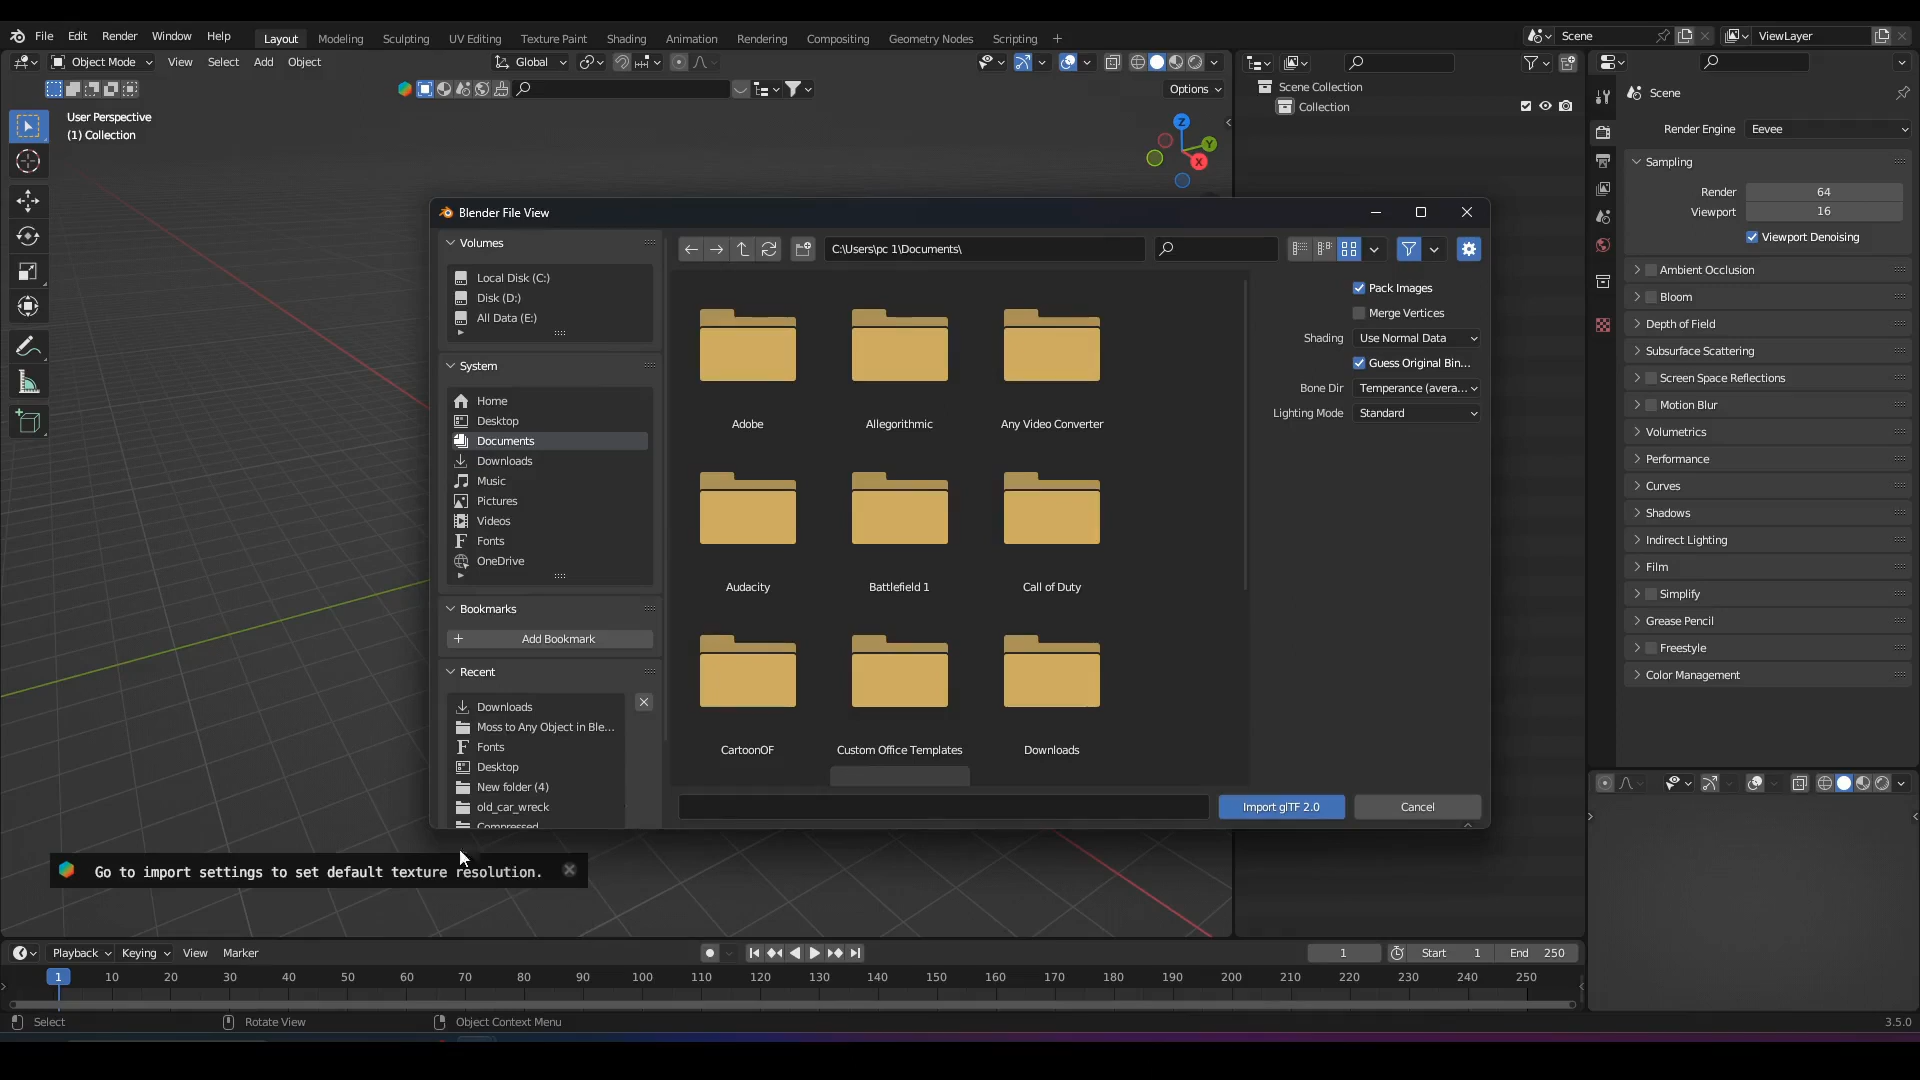 File Edit Render Window Help Layout Modeling Sculpting UV Editing Texture Paint Shading Animation Rendering Compositing Geometry Nodes Scripting + Scene ViewLayer
Object Mode View Select Add Object Global
Options
User Perspective
(1) Collection
Z
Y
X
Scene Collection
Collection
Scene
Render Engine Eevee
Sampling
Render 64
Viewport 16
Viewport Denoising
Ambient Occlusion
Bloom
Depth of Field
Subsurface Scattering
Screen Space Reflections
Motion Blur
Volumetrics
Performance
Curves
Shadows
Indirect Lighting
Film
Simplify
Grease Pencil
Freestyle
Color Management
Blender File View
Volumes
Local Disk (C:)
Disk (D:)
All Data (E:)
System
Home
Desktop
Documents
Downloads
Music
Pictures
Videos
Fonts
OneDrive
Bookmarks
+ Add Bookmark
Recent
Downloads
Moss to Any Object in Ble...
Fonts
Desktop
New folder (4)
old_car_wreck
Compressed
C:\Users\pc 1\Documents\
Adobe Allegorithmic Any Video Converter
Audacity Battlefield 1 Call of Duty
CartoonOF Custom Office Templates Downloads
Pack Images
Merge Vertices
Shading Use Normal Data
Guess Original Bin...
Bone Dir Temperance (avera...
Lighting Mode Standard
Import glTF 2.0 Cancel
Go to import settings to set default texture resolution.
Playback Keying View Marker 1 Start 1 End 250
1 10 20 30 40 50 60 70 80 90 100 110 120 130 140 150 160 170 180 190 200 210 220 230 240 250
Select Rotate View Object Context Menu 3.5.0